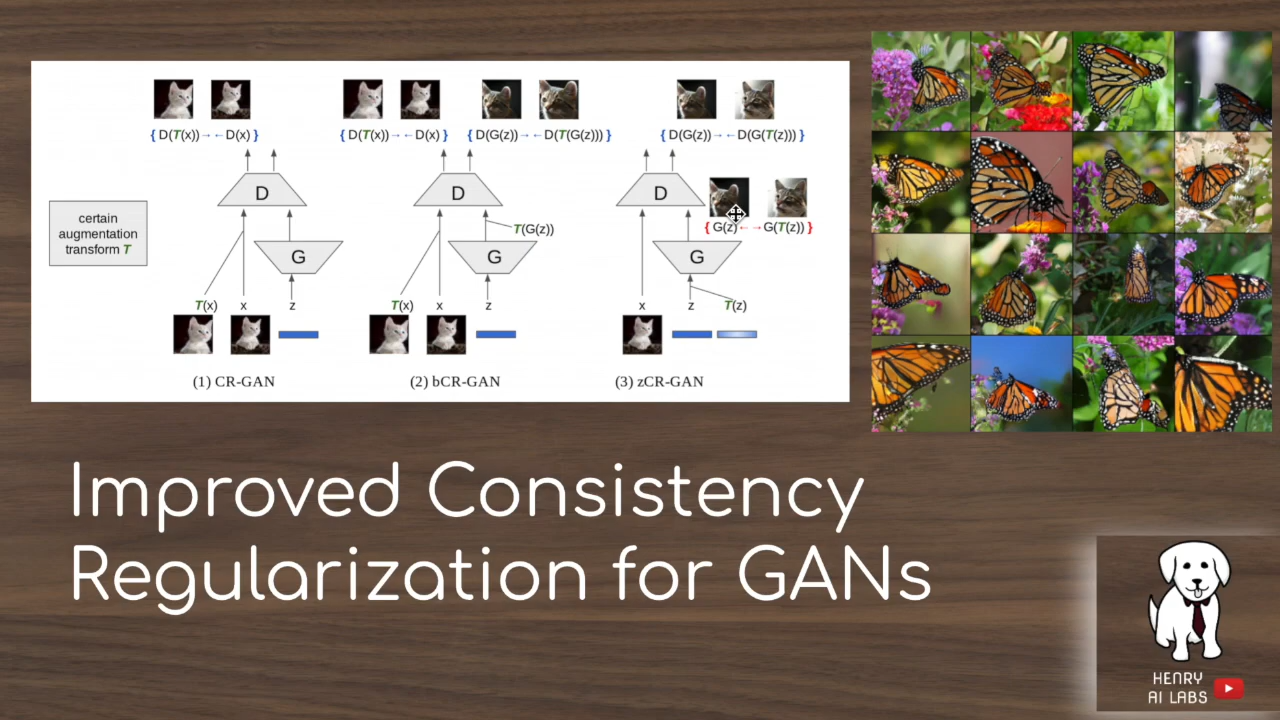 { D(T(x)) → ← D(x) }
{ D(T(x)) → ← D(x) }
{ D(G(z)) → ← D(T(G(z))) }
{ D(G(z)) → ← D(G(T(z))) }
D
D
D
certain
augmentation
transform T
T(G(z))
{ G(z) ← → G(T(z)) }
G
G
G
T(x)
x
z
T(x)
x
z
x
z
T(z)
(1) CR-GAN
(2) bCR-GAN
(3) zCR-GAN
Improved Consistency
Regularization for GANs
HENRY
AI LABS